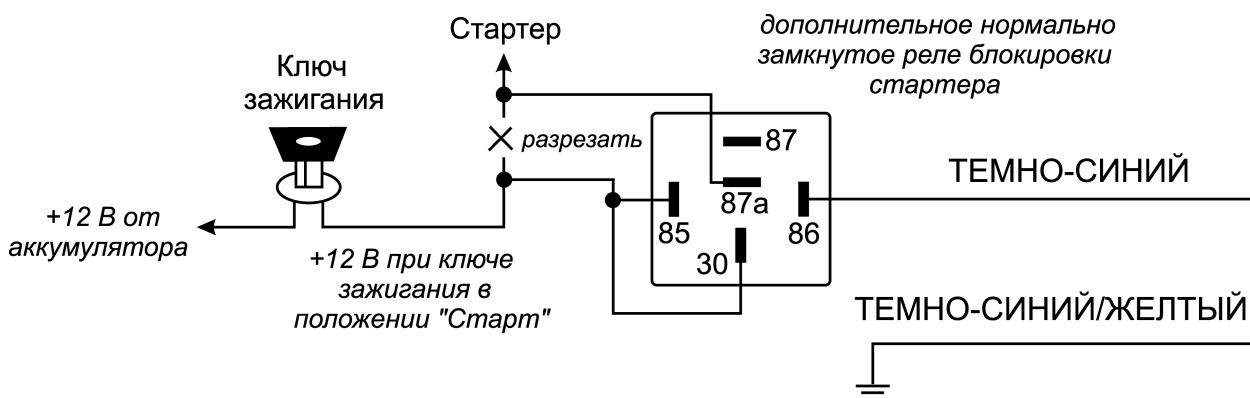 Стартер
дополнительное нормально
замкнутое реле блокировки
стартера
Ключ
зажигания
разрезать
87
ТЕМНО-СИНИЙ
87а
+12 В от
аккумулятора
85
86
+12 В при ключе
зажигания в
положении "Старт"
30
ТЕМНО-СИНИЙ/ЖЕЛТЫЙ